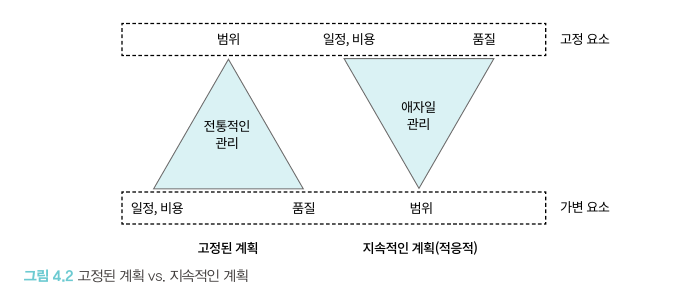 범위 일정, 비용 품질 고정 요소
전통적인
관리
애자일
관리
일정, 비용 품질 범위 가변 요소
고정된 계획 지속적인 계획(적응적)
그림 4.2 고정된 계획 vs. 지속적인 계획